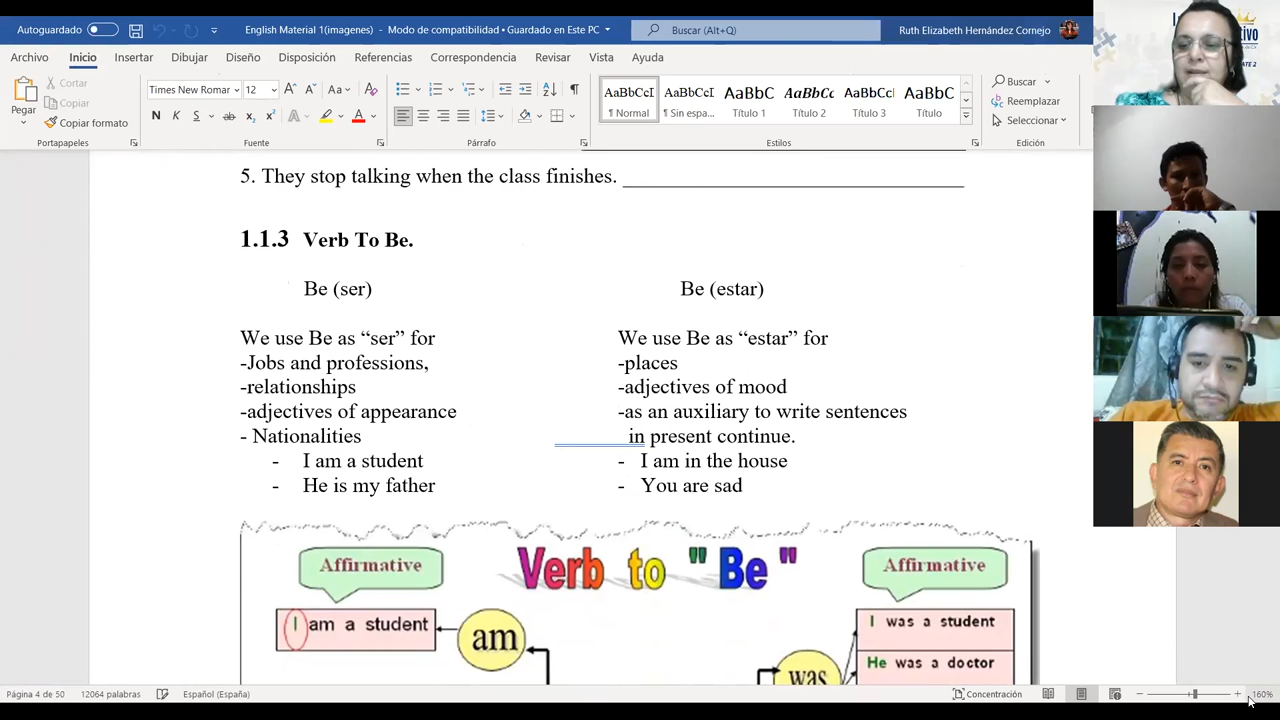 Autoguardado
English Material 1(imagenes) - Modo de compatibilidad • Guardado en Este PC
Buscar (Alt+Q)
Ruth Elizabeth Hernández Cornejo
Archivo Inicio Insertar Dibujar Diseño Disposición Referencias Correspondencia Revisar Vista Ayuda
Pegar
Cortar
Copiar
Copiar formato
Portapapeles
Times New Romar 12
Fuente
Párrafo
AaBbCcI AaBbCcI AaBbC AaBbCc AaBbCcI AaBbC
¶ Normal ¶ Sin espa... Título 1 Título 2 Título 3 Título
Estilos
Buscar
Reemplazar
Seleccionar
Edición
5. They stop talking when the class finishes.
1.1.3 Verb To Be.
Be (ser) Be (estar)
We use Be as “ser” for
-Jobs and professions,
-relationships
-adjectives of appearance
- Nationalities
- I am a student
- He is my father
We use Be as “estar” for
-places
-adjectives of mood
-as an auxiliary to write sentences
in present continue.
- I am in the house
- You are sad
Verb to "Be"
Affirmative
I am a student
am
Affirmative
I was a student
He was a doctor
was
Página 4 de 50 12064 palabras Español (España) Concentración 160%